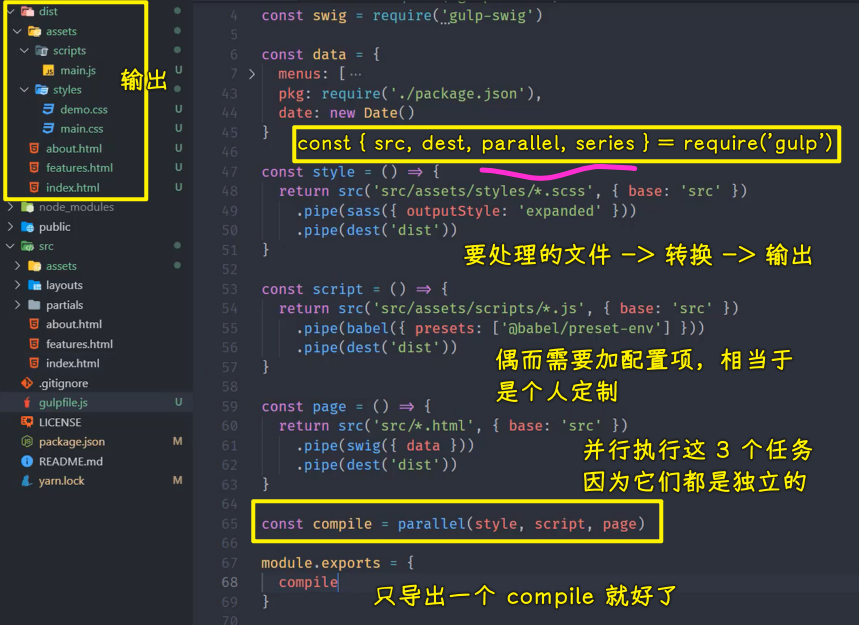 dist
assets
scripts
main.js U
输出
styles
demo.css U
main.css U
about.html U
features.html U
index.html U
node_modules
public
src
assets
layouts
partials
about.html
features.html
index.html
.gitignore
gulpfile.js U
LICENSE
package.json M
README.md
yarn.lock M
4 const swig = require('gulp-swig')
5
6 const data = {
7 menus: [ ...
43 pkg: require('./package.json'),
44 date: new Date()
45 }
const { src, dest, parallel, series } = require('gulp')
46
47 const style = () => {
48 return src('src/assets/styles/*.scss', { base: 'src' })
49 .pipe(sass({ outputStyle: 'expanded' }))
50 .pipe(dest('dist'))
51 }
要处理的文件 -> 转换 -> 输出
52
53 const script = () => {
54 return src('src/assets/scripts/*.js', { base: 'src' })
55 .pipe(babel({ presets: ['@babel/preset-env'] }))
56 .pipe(dest('dist'))
57 }
偶而需要加配置项，相当于
是个人定制
58
59 const page = () => {
60 return src('src/*.html', { base: 'src' })
61 .pipe(swig({ data }))
62 .pipe(dest('dist'))
63 }
并行执行这 3 个任务
因为它们都是独立的
64
65 const compile = parallel(style, script, page)
66
67 module.exports = {
68 compile
69 }
只导出一个 compile 就好了
70